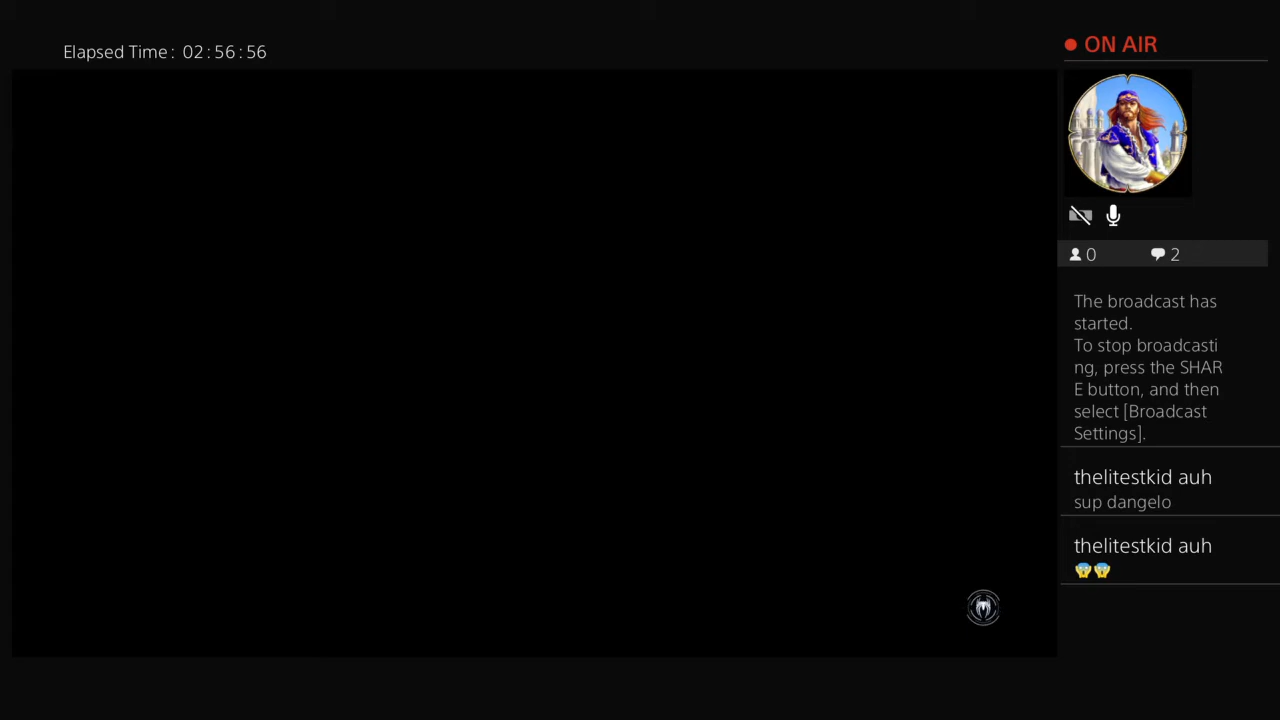 Elapsed Time: 02:56:56
ON AIR
0
2
The broadcast has
started.
To stop broadcasti
ng, press the SHAR
E button, and then
select [Broadcast
Settings].
thelitestkid auh
sup dangelo
thelitestkid auh
😱😱